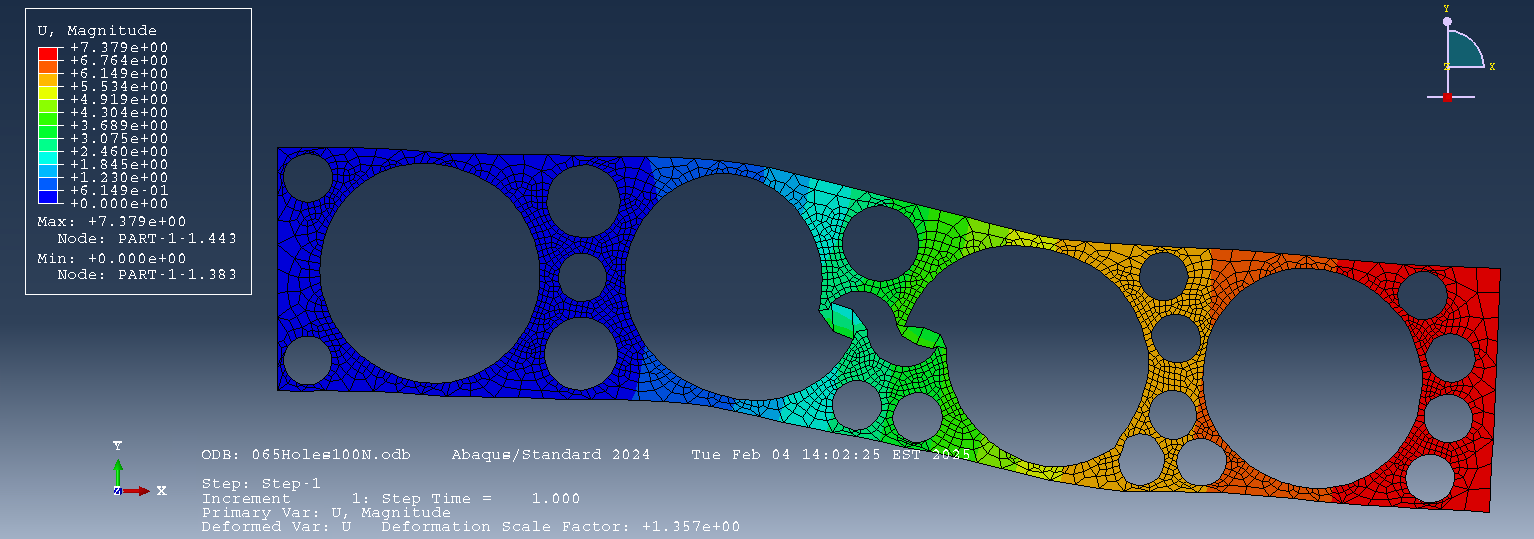 U, Magnitude
+7.379e+00
+6.764e+00
+6.149e+00
+5.534e+00
+4.919e+00
+4.304e+00
+3.689e+00
+3.075e+00
+2.460e+00
+1.845e+00
+1.230e+00
+6.149e-01
+0.000e+00
Max: +7.379e+00
Node: PART-1-1.443
Min: +0.000e+00
Node: PART-1-1.383
Y
Z X
Y
Z X
ODB: 065Holes100N.odb Abaqus/Standard 2024 Tue Feb 04 14:02:25 EST 2025
Step: Step-1
Increment 1: Step Time = 1.000
Primary Var: U, Magnitude
Deformed Var: U Deformation Scale Factor: +1.357e+00